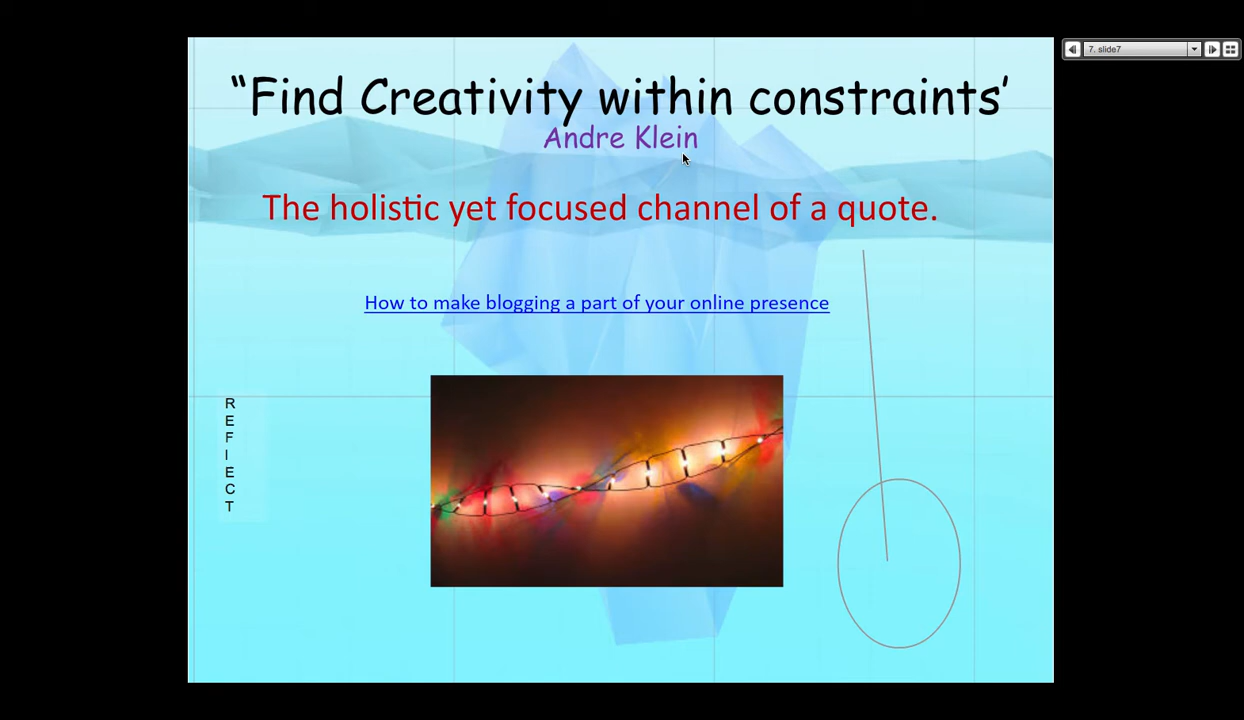 7. slide7
“Find Creativity within constraints’
Andre Klein
The holistic yet focused channel of a quote.
How to make blogging a part of your online presence
R
E
F
I
E
C
T